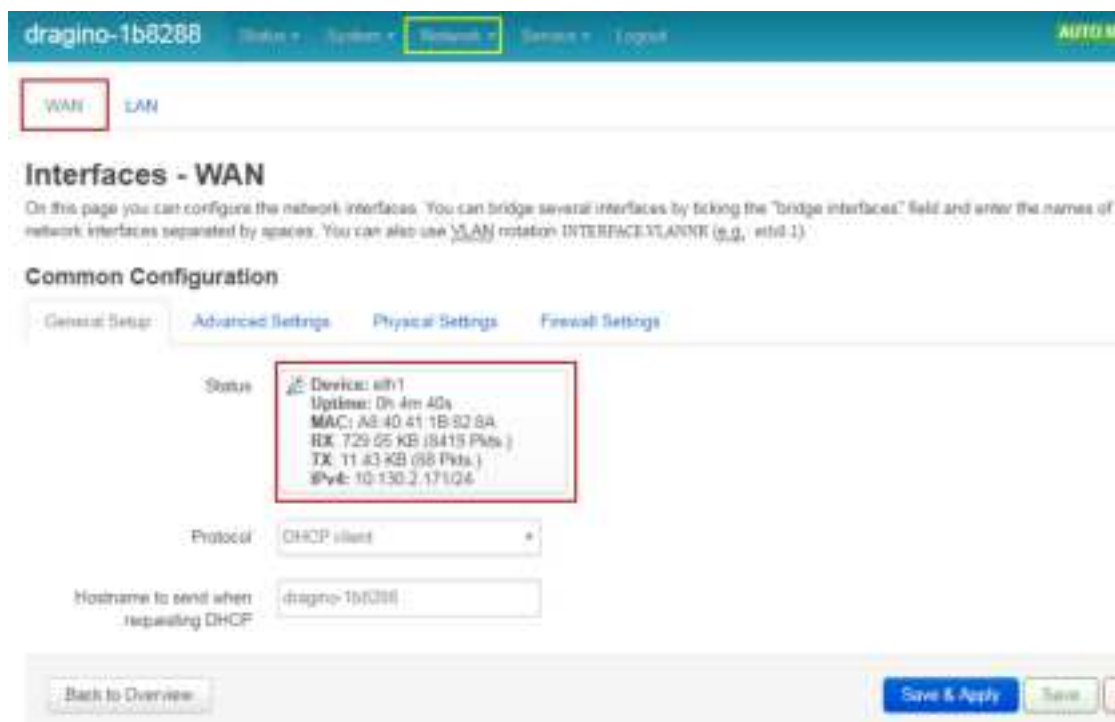 dragino-1b8288 Status System Network Service Logout AUTO
WAN LAN
Interfaces - WAN
On this page you can configure the network interfaces. You can bridge several interfaces by ticking the "bridge interfaces" field and enter the names of
network interfaces separated by spaces. You can also use VLAN notation INTERFACE.VLANNR (e.g.
Common Configuration
General Setup Advanced Settings Physical Settings Firewall Settings
Status
Device: eth1
Uptime: 0h 4m 40s
MAC: A8:40:41:1B:82:8A
RX: 729.05 KB (8415 Pkts.)
TX: 11.43 KB (68 Pkts.)
IPv4: 10.130.2.171/24
Protocol DHCP client
Hostname to send when dragino-1b8288
requesting DHCP
Back to Overview Save & Apply Save